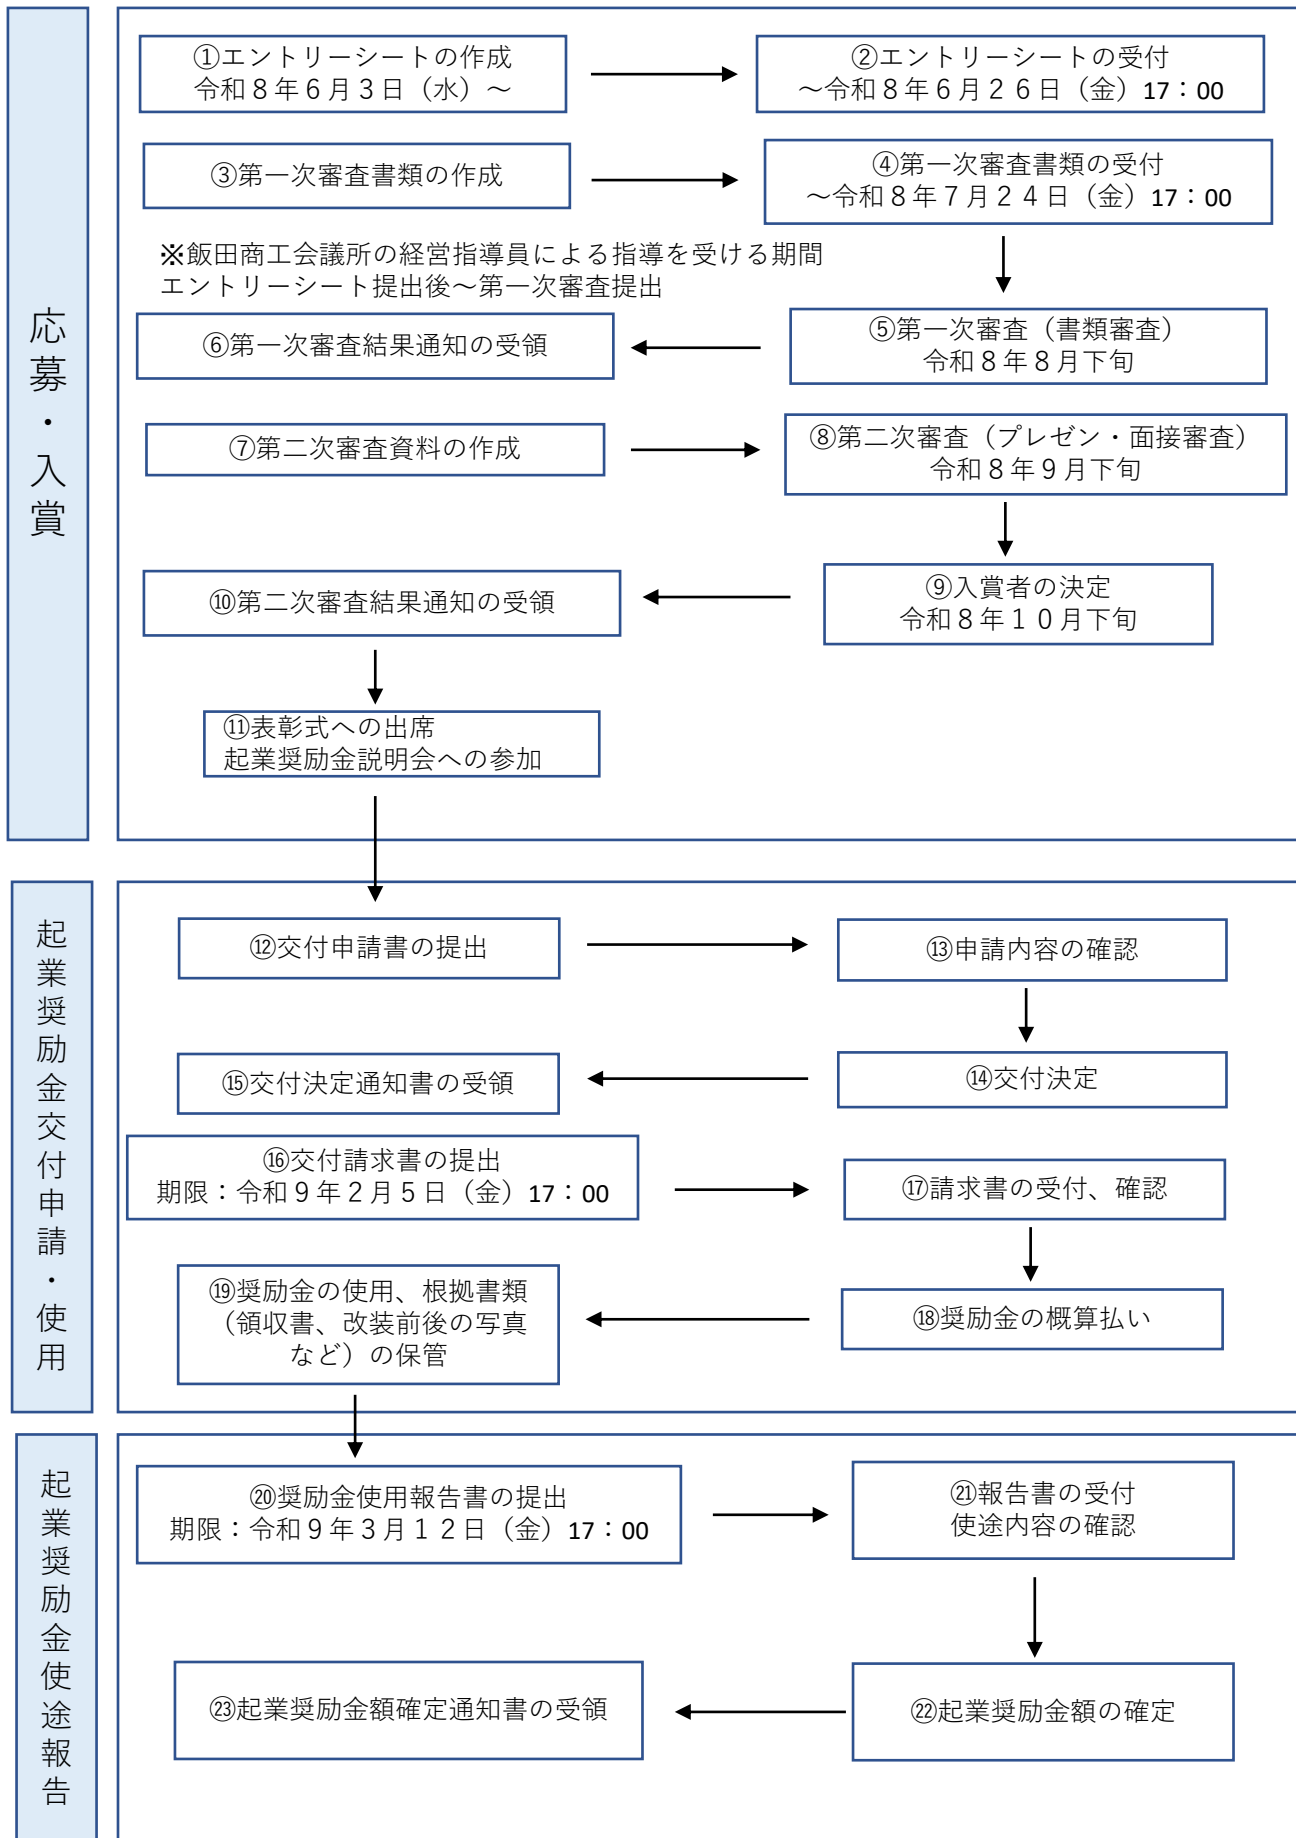 応募・入賞
①エントリーシートの作成
令和８年６月３日（水）～
②エントリーシートの受付
～令和８年６月２６日（金）17：00
③第一次審査書類の作成
④第一次審査書類の受付
～令和８年７月２４日（金）17：00
※飯田商工会議所の経営指導員による指導を受ける期間
エントリーシート提出後～第一次審査提出
⑤第一次審査（書類審査）
令和８年８月下旬
⑥第一次審査結果通知の受領
⑦第二次審査資料の作成
⑧第二次審査（プレゼン・面接審査）
令和８年９月下旬
⑨入賞者の決定
令和８年１０月下旬
⑩第二次審査結果通知の受領
⑪表彰式への出席
起業奨励金説明会への参加
起業奨励金交付申請・使用
⑫交付申請書の提出
⑬申請内容の確認
⑭交付決定
⑮交付決定通知書の受領
⑯交付請求書の提出
期限：令和９年２月５日（金）17：00
⑰請求書の受付、確認
⑱奨励金の概算払い
⑲奨励金の使用、根拠書類
（領収書、改装前後の写真
など）の保管
起業奨励金使途報告
⑳奨励金使用報告書の提出
期限：令和９年３月１２日（金）17：00
㉑報告書の受付
使途内容の確認
㉒起業奨励金額の確定
㉓起業奨励金額確定通知書の受領